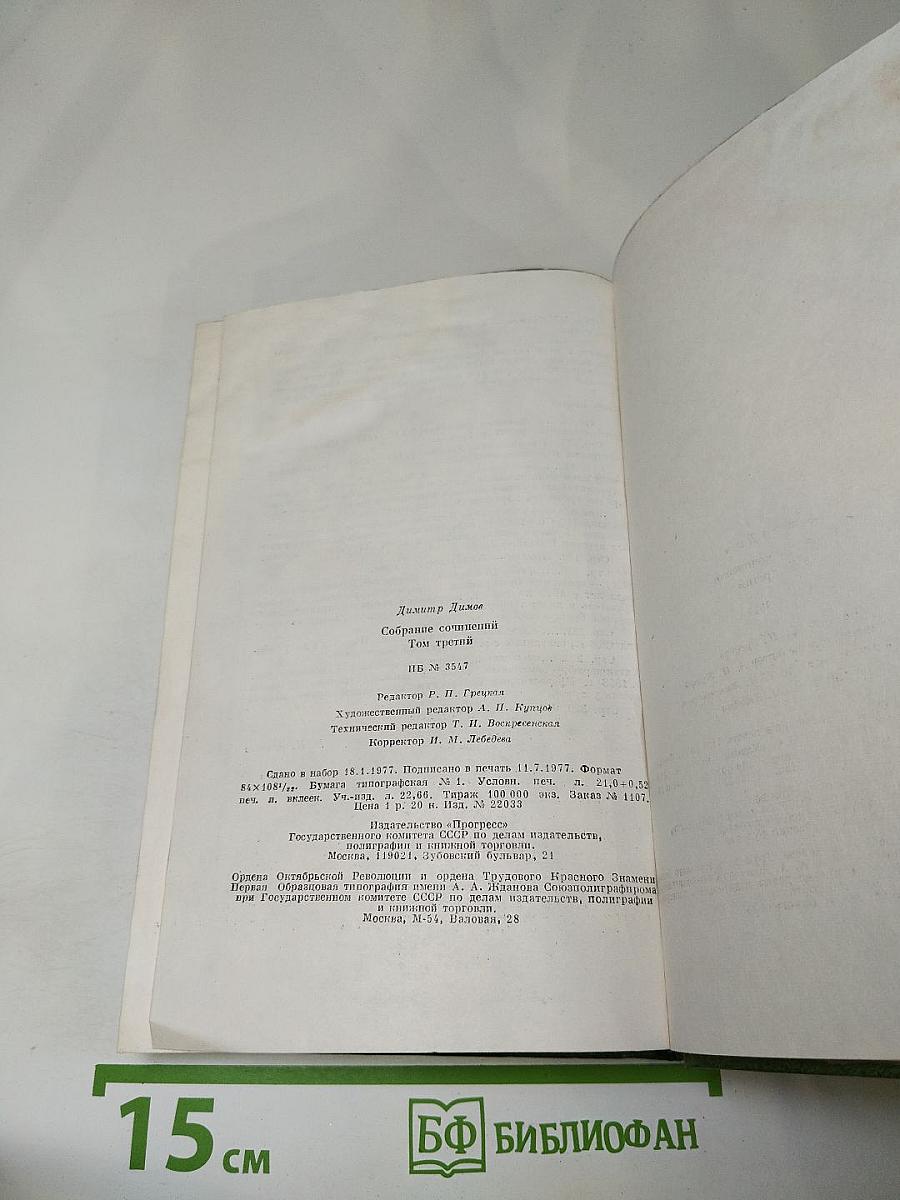 Димитр Димов
Собрание сочинений
Том третий
ИБ № 3547
Редактор Р. П. Грецкая
Художественный редактор А. П. Купцов
Технический редактор Т. И. Воскресенская
Корректор И. М. Лебедева
Сдано в набор 18.1.1977. Подписано в печать 11.7.1977. Формат
84×108¹/₃₂. Бумага типографская № 1. Условн. печ. л. 21,0+0,52
печ. л. вклеек. Уч.-изд. л. 22,66. Тираж 100 000 экз. Заказ № 1107.
Цена 1 р. 20 к. Изд. № 22033
Издательство «Прогресс»
Государственного комитета СССР по делам издательств,
полиграфии и книжной торговли.
Москва, 119021, Зубовский бульвар, 21
Ордена Октябрьской Революции и ордена Трудового Красного Знамени
Первая Образцовая типография имени А. А. Жданова Союзполиграфпрома
при Государственном комитете СССР по делам издательств, полиграфии
и книжной торговли.
Москва, М-54, Валовая, 28
15 см
БФ БИБЛИОФАН